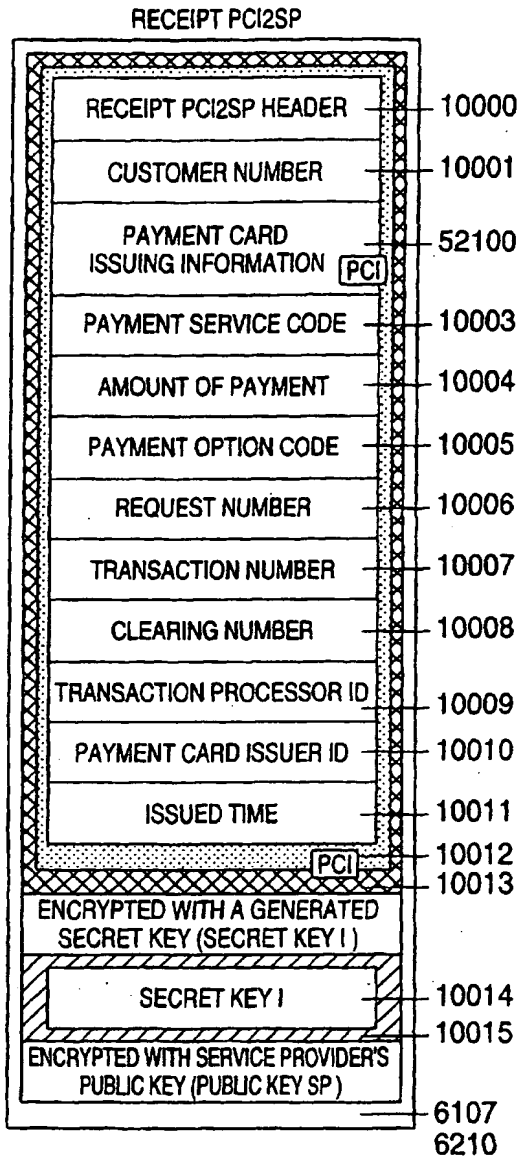 RECEIPT PCI2SP
RECEIPT PCI2SP HEADER 10000
CUSTOMER NUMBER 10001
PAYMENT CARD
ISSUING INFORMATION 52100
PCI
PAYMENT SERVICE CODE 10003
AMOUNT OF PAYMENT 10004
PAYMENT OPTION CODE 10005
REQUEST NUMBER 10006
TRANSACTION NUMBER 10007
CLEARING NUMBER 10008
TRANSACTION PROCESSOR ID 10009
PAYMENT CARD ISSUER ID 10010
ISSUED TIME 10011
PCI 10012
10013
ENCRYPTED WITH A GENERATED
SECRET KEY (SECRET KEY I)
SECRET KEY I 10014
10015
ENCRYPTED WITH SERVICE PROVIDER'S
PUBLIC KEY (PUBLIC KEY SP)
6107
6210